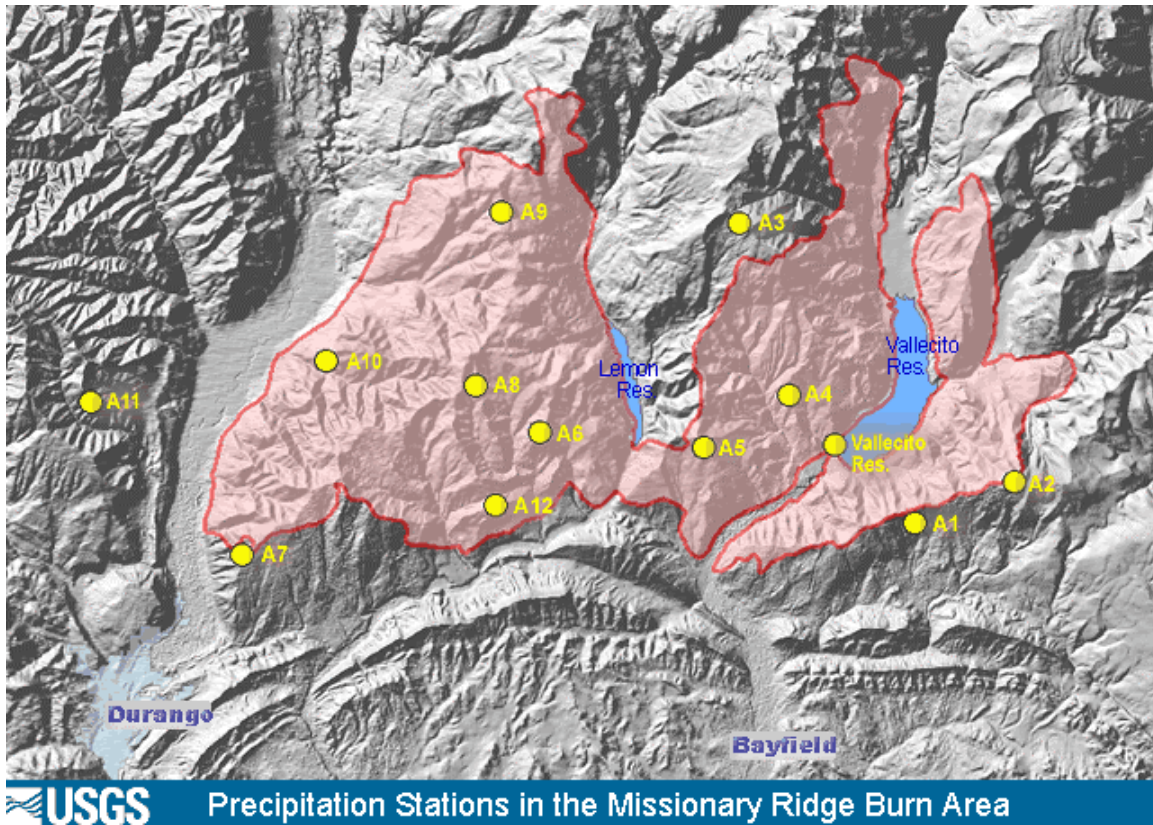 A9
A3
Vallecito
Res.
A10
Lemon
Res.
A8
A4
A11
A6
A5
Vallecito
Res.
A2
A12
A1
A7
Durango
Bayfield
USGS
Precipitation Stations in the Missionary Ridge Burn Area